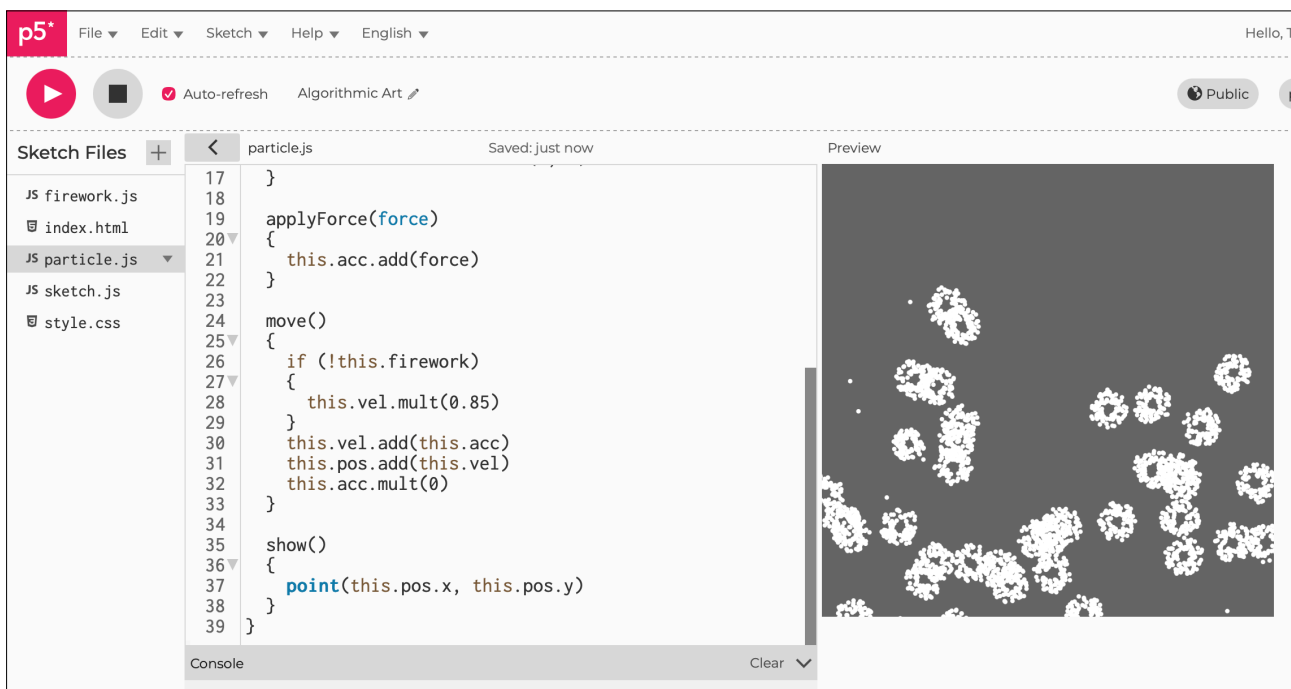 p5* File Edit Sketch Help English Hello, T
Auto-refresh Algorithmic Art Public
Sketch Files + particle.js Saved: just now Preview
JS firework.js
index.html
JS particle.js
JS sketch.js
style.css
17 }
18
19 applyForce(force)
20 {
21 this.acc.add(force)
22 }
23
24 move()
25 {
26 if (!this.firework)
27 {
28 this.vel.mult(0.85)
29 }
30 this.vel.add(this.acc)
31 this.pos.add(this.vel)
32 this.acc.mult(0)
33 }
34
35 show()
36 {
37 point(this.pos.x, this.pos.y)
38 }
39 }
Console Clear